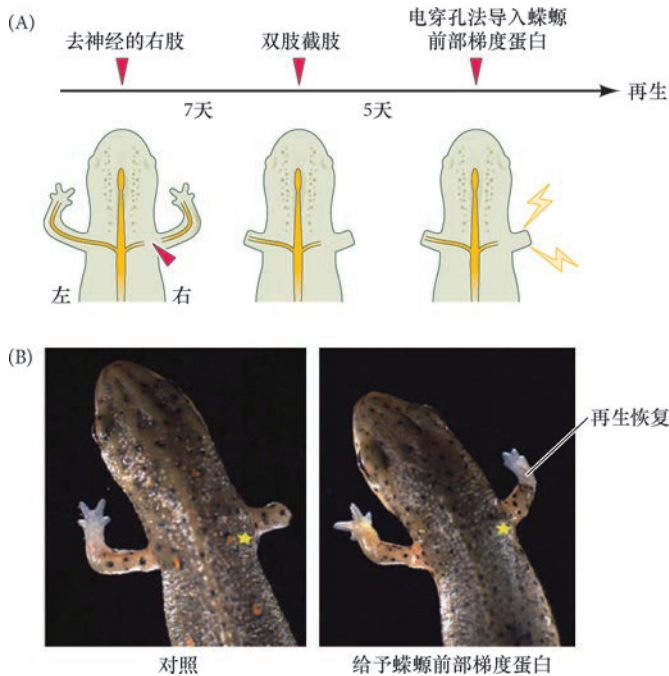 (A)
去神经的右肢
双肢截肢
电穿孔法导入蝾螈
前部梯度蛋白
7天
5天
再生
左
右
(B)
再生恢复
对照
给予蝾螈前部梯度蛋白